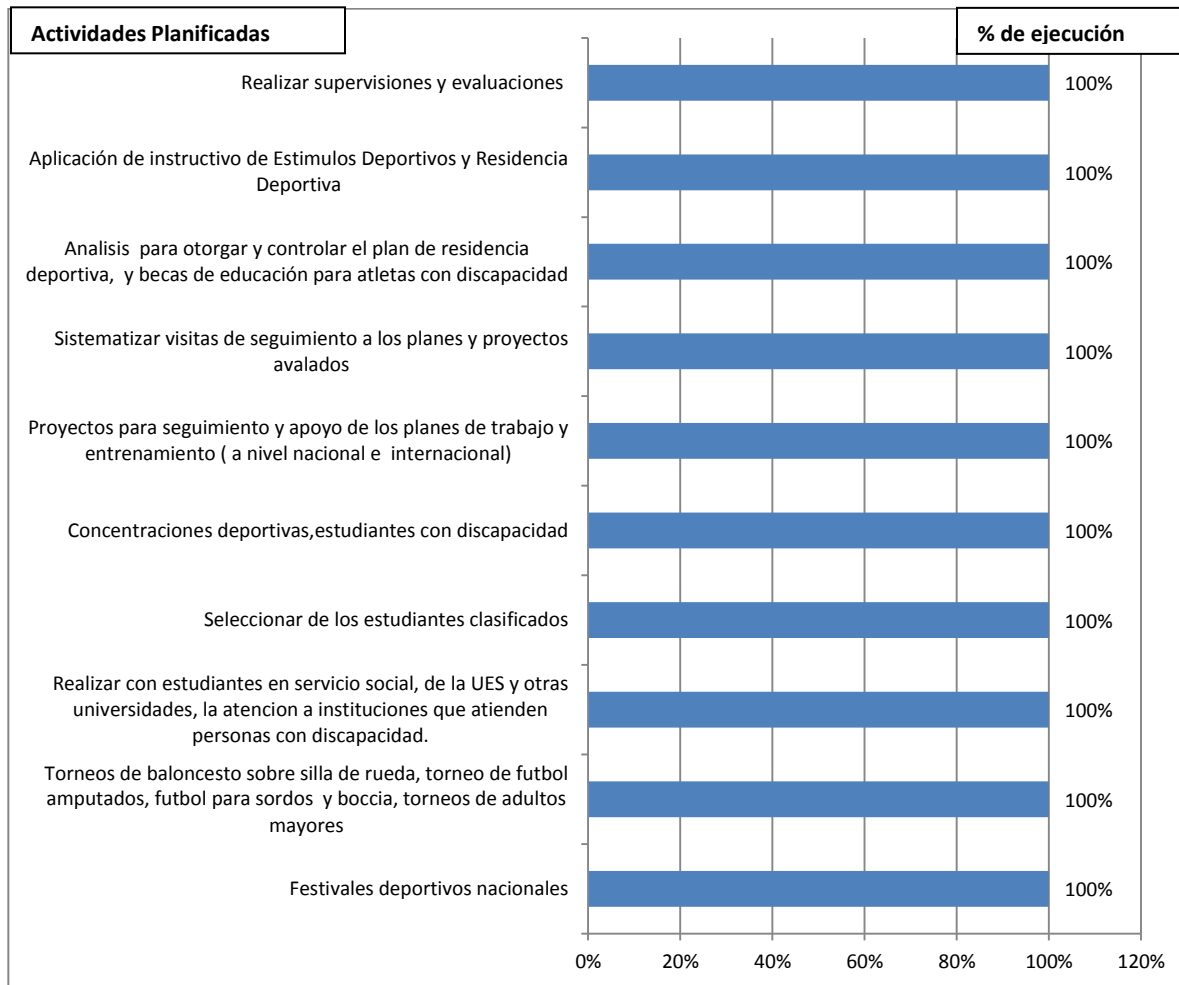 Actividades Planificadas
% de ejecución
Realizar supervisiones y evaluaciones
100%
Aplicación de instructivo de Estimulos Deportivos y Residencia
Deportiva
100%
Analisis para otorgar y controlar el plan de residencia
deportiva, y becas de educación para atletas con discapacidad
100%
Sistematizar visitas de seguimiento a los planes y proyectos
avalados
100%
Proyectos para seguimiento y apoyo de los planes de trabajo y
entrenamiento ( a nivel nacional e internacional)
100%
Concentraciones deportivas,estudiantes con discapacidad
100%
Seleccionar de los estudiantes clasificados
100%
Realizar con estudiantes en servicio social, de la UES y otras
universidades, la atencion a instituciones que atienden
personas con discapacidad.
100%
Torneos de baloncesto sobre silla de rueda, torneo de futbol
amputados, futbol para sordos y boccia, torneos de adultos
mayores
100%
Festivales deportivos nacionales
100%
0% 20% 40% 60% 80% 100% 120%